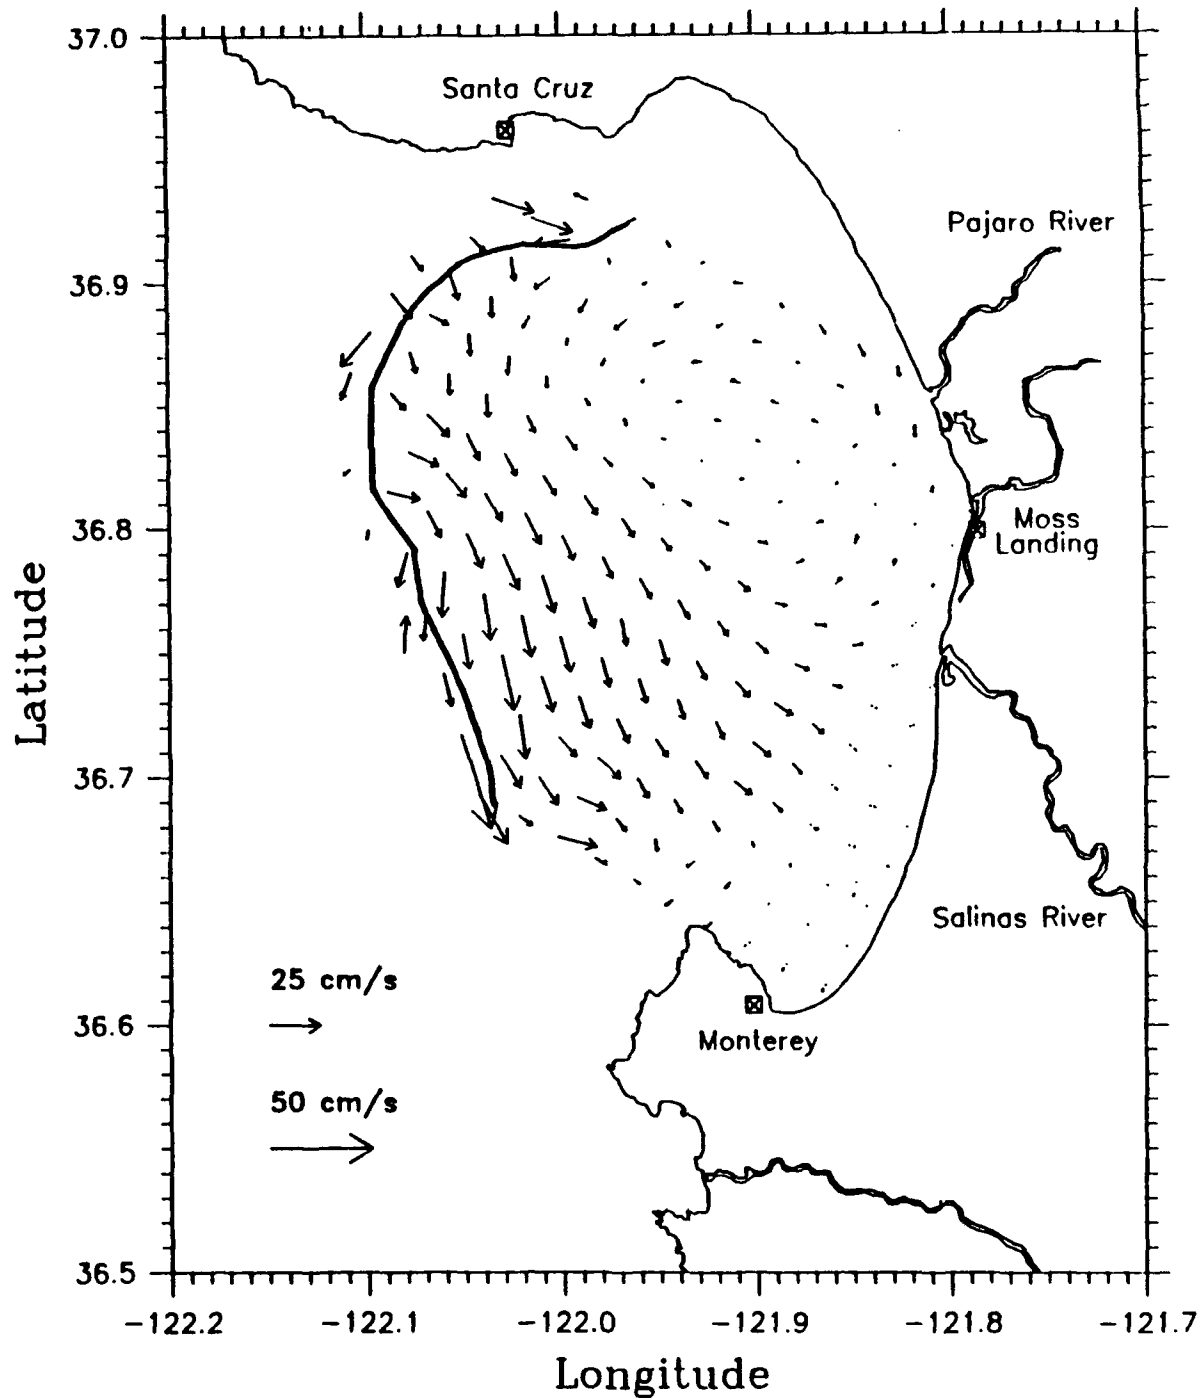 37.0
Santa Cruz
Pajaro River
36.9
36.8
Moss
Landing
Latitude
36.7
Salinas River
25 cm/s
36.6
Monterey
50 cm/s
36.5
-122.2
-122.1
-122.0
-121.9
-121.8
-121.7
Longitude